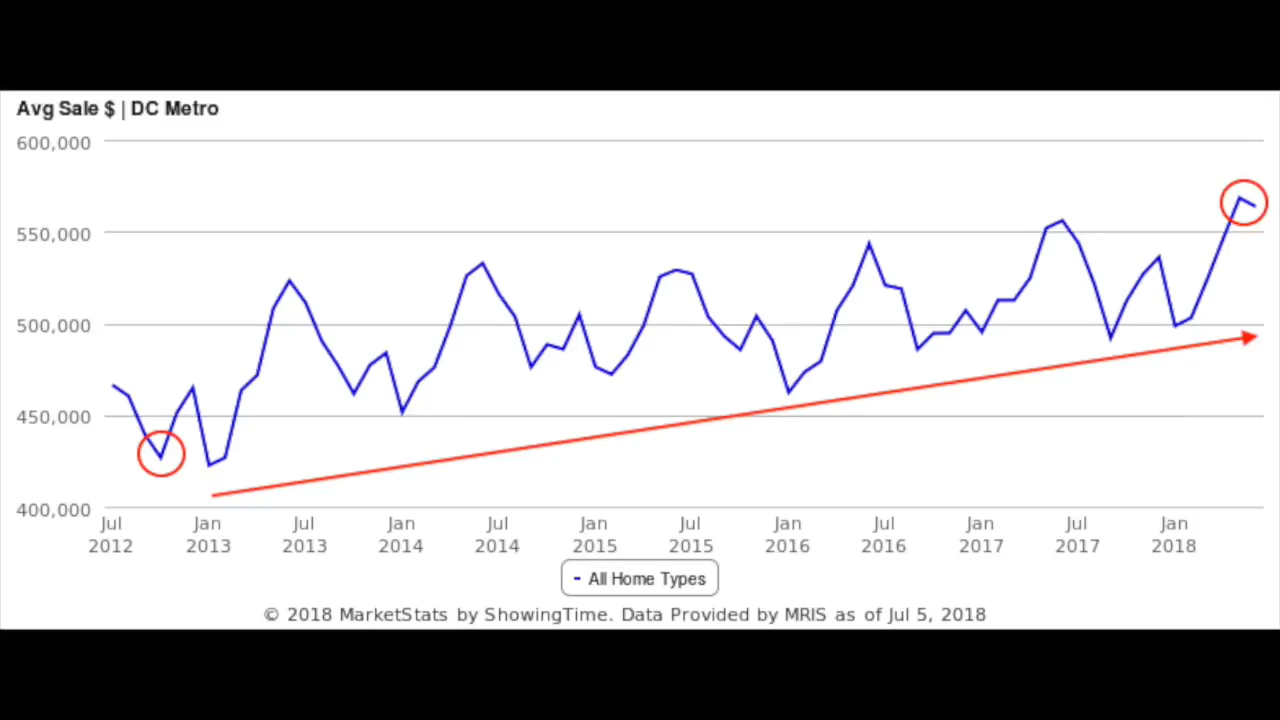 Avg Sale $ | DC Metro
600,000
550,000
500,000
450,000
400,000
Jul Jan Jul Jan Jul Jan Jul Jan Jul Jan Jul Jan
2012 2013 2013 2014 2014 2015 2015 2016 2016 2017 2017 2018
All Home Types
© 2018 MarketStats by ShowingTime. Data Provided by MRIS as of Jul 5, 2018